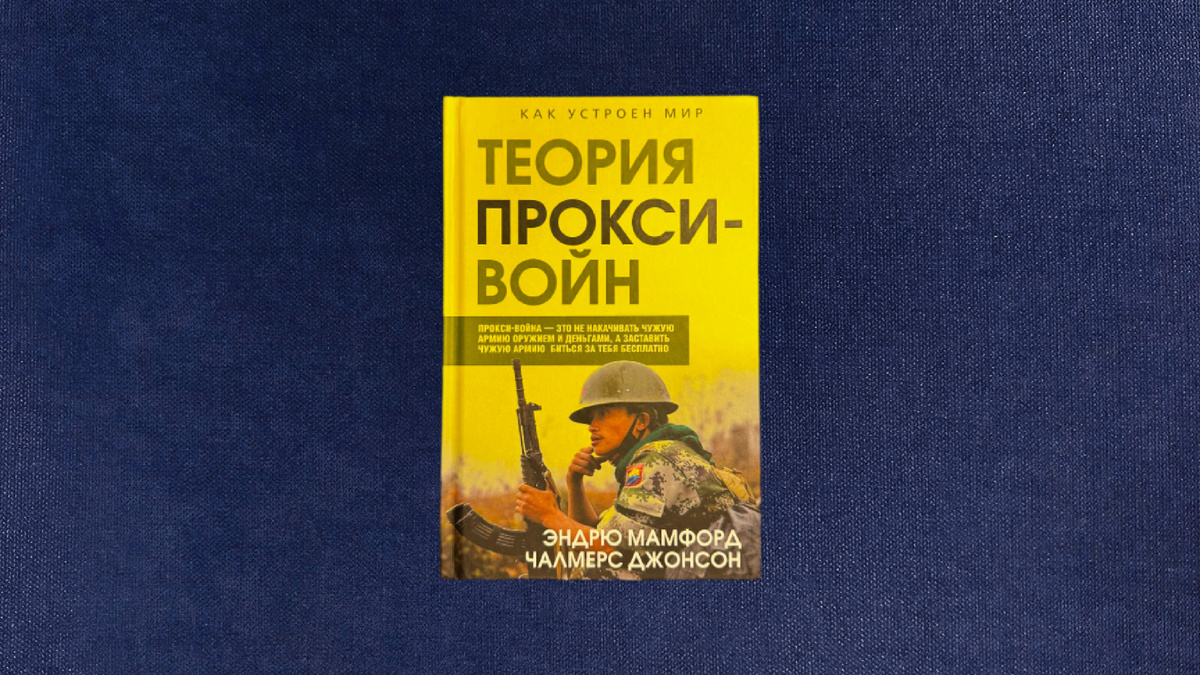 КАК УСТРОЕН МИР
ТЕОРИЯ
ПРОКСИ-
ВОЙН
ПРОКСИ-ВОЙНА — ЭТО НЕ НАКАЧИВАТЬ ЧУЖУЮ
АРМИЮ ОРУЖИЕМ И ДЕНЬГАМИ, А ЗАСТАВИТЬ
ЧУЖУЮ АРМИЮ БИТЬСЯ ЗА ТЕБЯ БЕСПЛАТНО
ЭНДРЮ МАМФОРД
ЧАЛМЕРС ДЖОНСОН